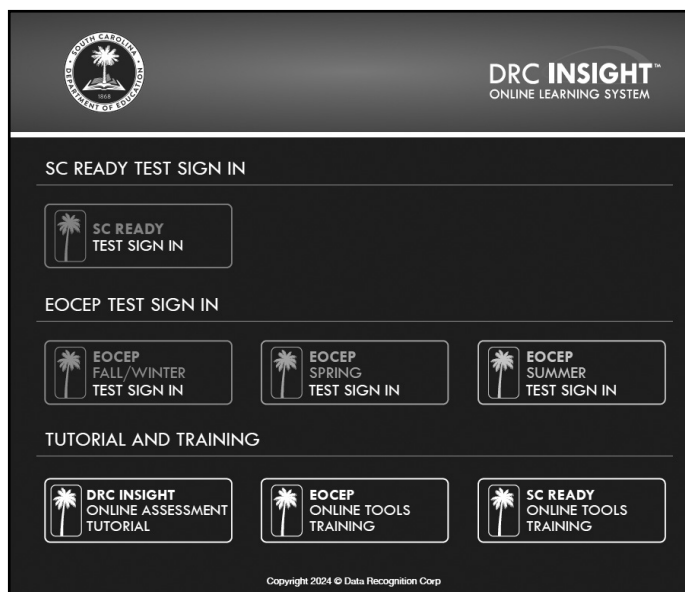 SOUTH CAROLINA
DEPARTMENT OF EDUCATION
1868
DRC INSIGHT™
ONLINE LEARNING SYSTEM
SC READY TEST SIGN IN
SC READY
TEST SIGN IN
EOCEP TEST SIGN IN
EOCEP
FALL/WINTER
TEST SIGN IN
EOCEP
SPRING
TEST SIGN IN
EOCEP
SUMMER
TEST SIGN IN
TUTORIAL AND TRAINING
DRC INSIGHT
ONLINE ASSESSMENT
TUTORIAL
EOCEP
ONLINE TOOLS
TRAINING
SC READY
ONLINE TOOLS
TRAINING
Copyright 2024 © Data Recognition Corp